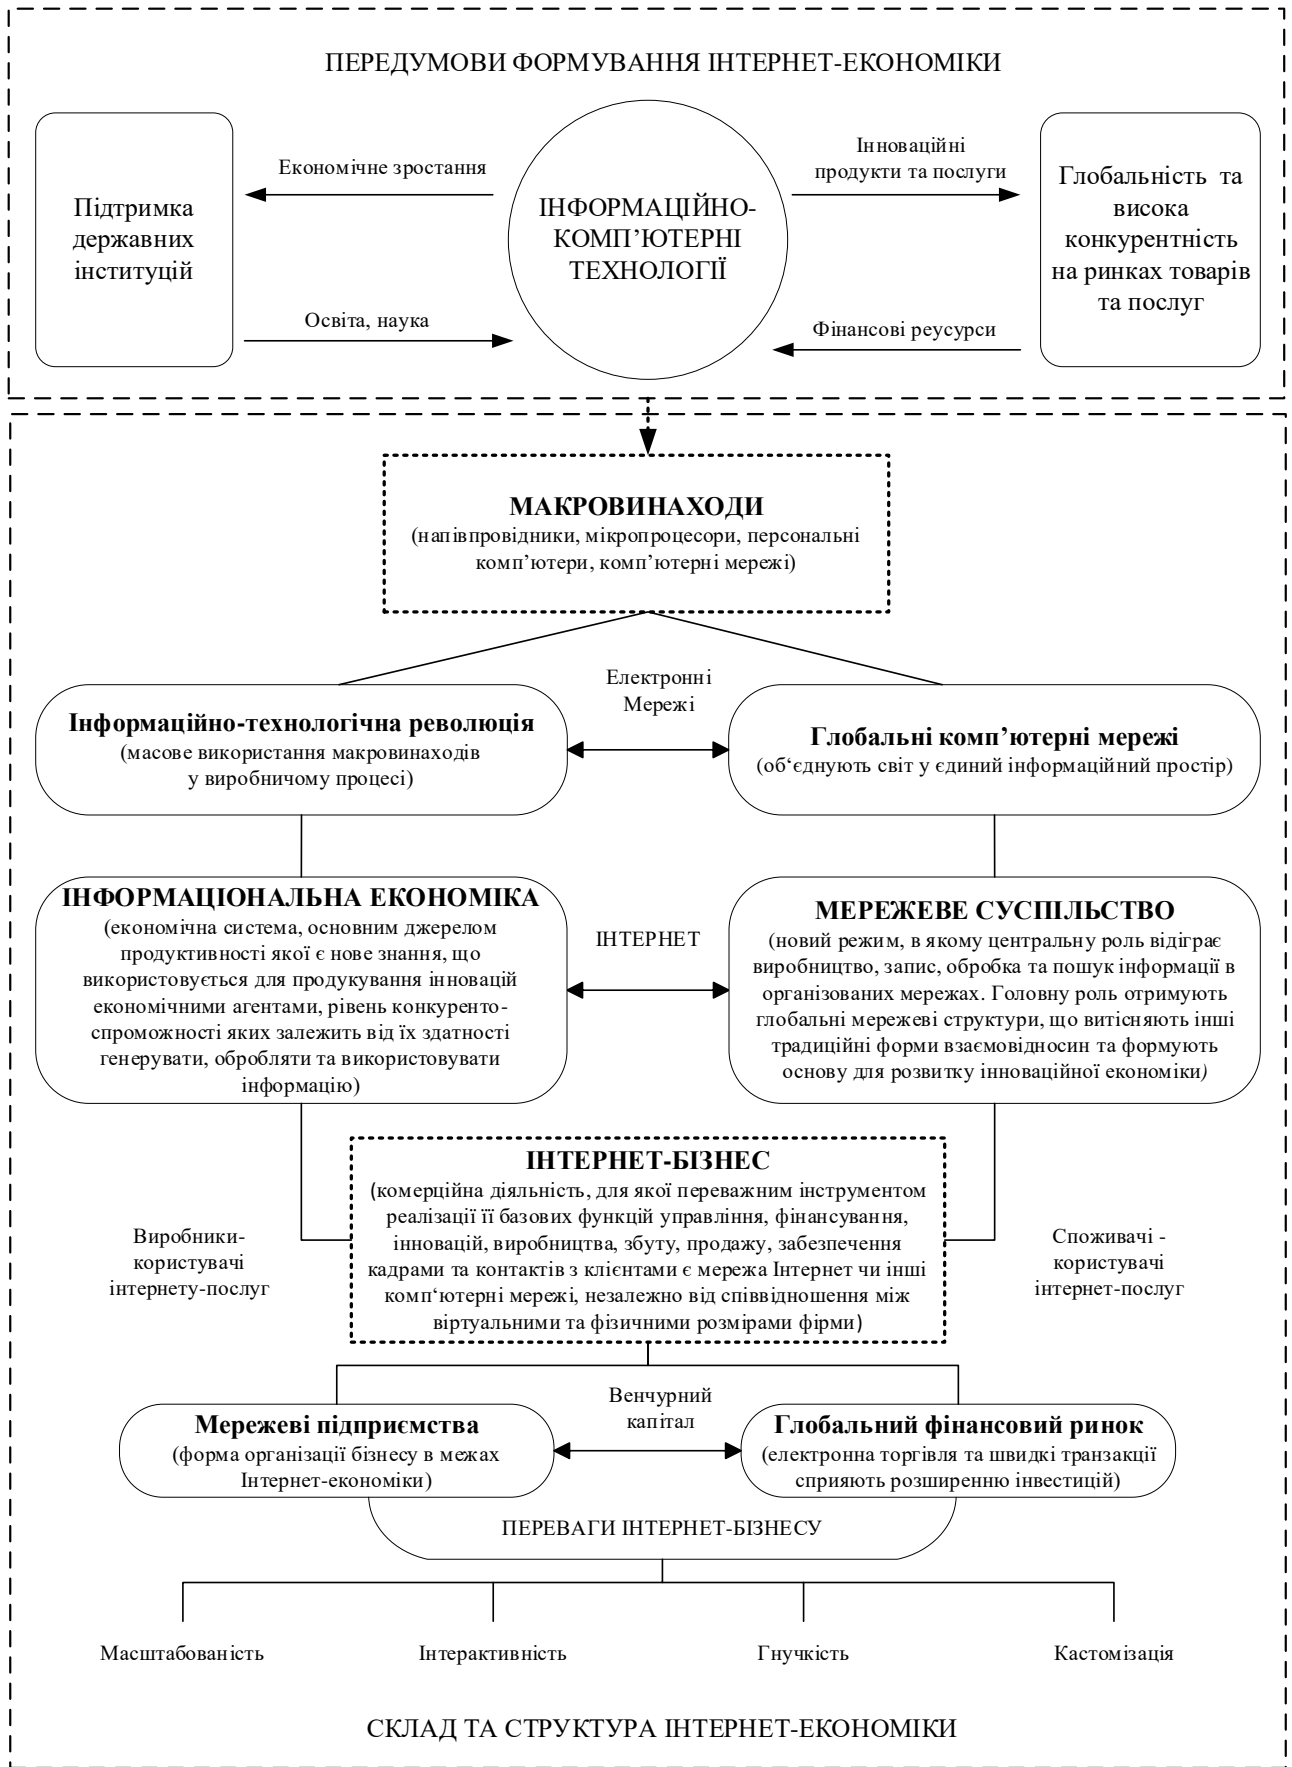 ПЕРЕДУМОВИ ФОРМУВАННЯ ІНТЕРНЕТ-ЕКОНОМІКИ
Підтримка
державних
інституцій
Економічне зростання
Освіта, наука
ІНФОРМАЦІЙНО-
КОМП’ЮТЕРНІ
ТЕХНОЛОГІЇ
Інноваційні
продукти та послуги
Фінансові реусурси
Глобальність та
висока
конкурентність
на ринках товарів
та послуг
МАКРОВИНАХОДИ
(напівпровідники, мікропроцесори, персональні
комп’ютери, комп’ютерні мережі)
Інформаційно-технологічна революція
(масове використання макровинаходів
у виробничому процесі)
Електронні
Мережі
Глобальні комп’ютерні мережі
(об‘єднують світ у єдиний інформаційний простір)
ІНФОРМАЦІОНАЛЬНА ЕКОНОМІКА
(економічна система, основним джерелом
продуктивності якої є нове знання, що
використовується для продукування інновацій
економічними агентами, рівень конкуренто-
спроможності яких залежить від їх здатності
генерувати, обробляти та використовувати
інформацію)
ІНТЕРНЕТ
МЕРЕЖЕВЕ СУСПІЛЬСТВО
(новий режим, в якому центральну роль відіграє
виробництво, запис, обробка та пошук інформації в
організованих мережах. Головну роль отримують
глобальні мережеві структури, що витісняють інші
традиційні форми взаємовідносин та формують
основу для розвитку інноваційної економіки)
Виробники-
користувачі
інтернету-послуг
ІНТЕРНЕТ-БІЗНЕС
(комерційна діяльність, для якої переважним інструментом
реалізації її базових функцій управління, фінансування,
інновацій, виробництва, збуту, продажу, забезпечення
кадрами та контактів з клієнтами є мережа Інтернет чи інші
комп‘ютерні мережі, незалежно від співвідношення між
віртуальними та фізичними розмірами фірми)
Споживачі -
користувачі
інтернет-послуг
Мережеві підприємства
(форма організації бізнесу в межах
Інтернет-економіки)
Венчурний
капітал
Глобальний фінансовий ринок
(електронна торгівля та швидкі транзакції
сприяють розширенню інвестицій)
ПЕРЕВАГИ ІНТЕРНЕТ-БІЗНЕСУ
Масштабованість
Інтерактивність
Гнучкість
Кастомізація
СКЛАД ТА СТРУКТУРА ІНТЕРНЕТ-ЕКОНОМІКИ